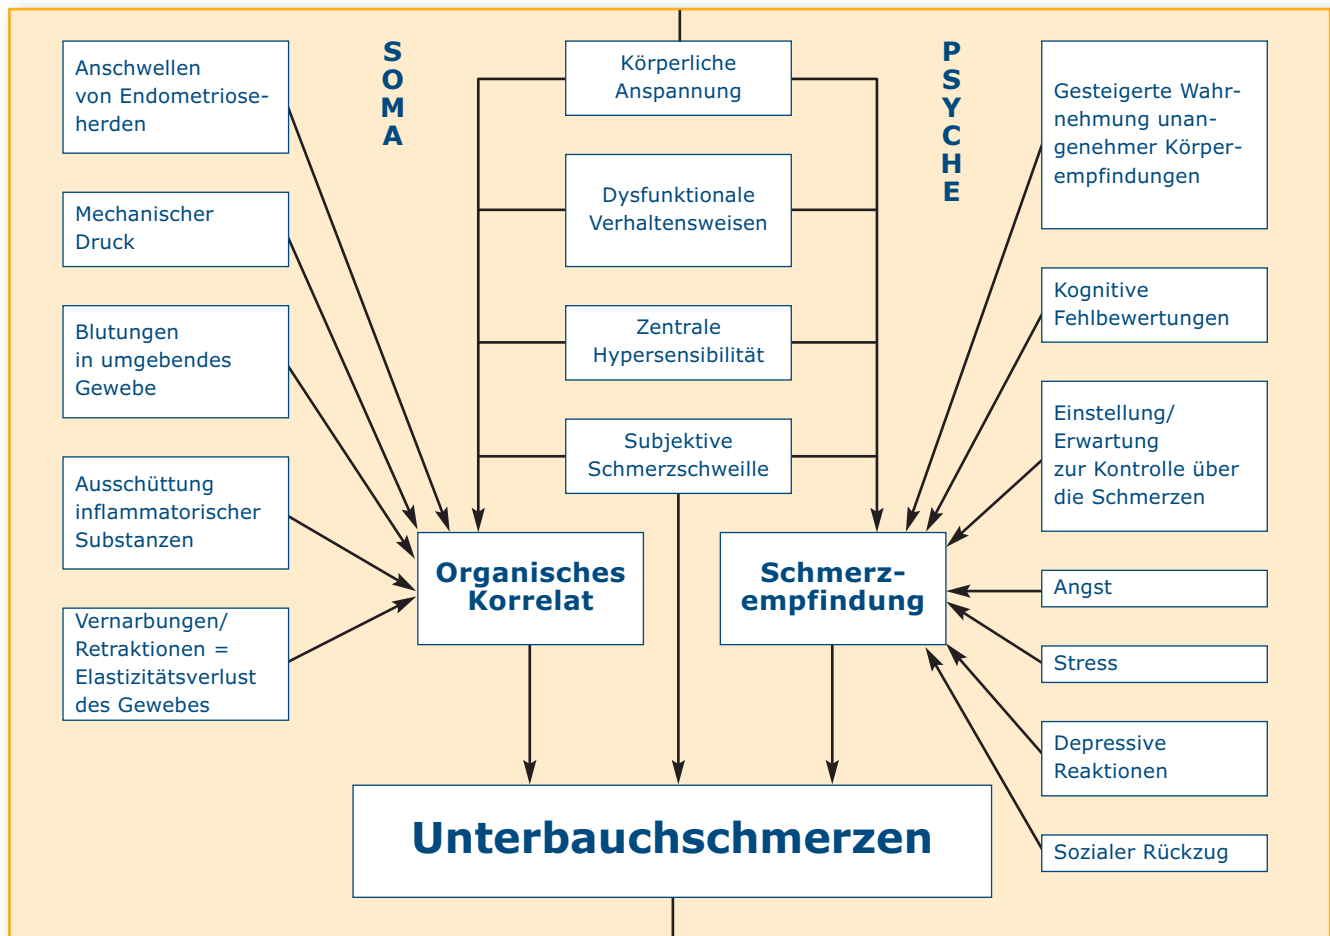 SOMA
Anschwellen
von Endometriose-
herden
Mechanischer
Druck
Blutungen
in umgebendes
Gewebe
Ausschüttung
inflammatorischer
Substanzen
Vernarbungen/
Retraktionen =
Elastizitätsverlust
des Gewebes
Körperliche
Anspannung
Dysfunktionale
Verhaltensweisen
Zentrale
Hypersensibilität
Subjektive
Schmerzschweille
PSYCHE
Gesteigerte Wahr-
nehmung unan-
genehmer Körper-
empfindungen
Kognitive
Fehlbewertungen
Einstellung/
Erwartung
zur Kontrolle über
die Schmerzen
Angst
Stress
Depressive
Reaktionen
Sozialer Rückzug
Organisches
Korrelat
Schmerz-
empfindung
Unterbauchschmerzen